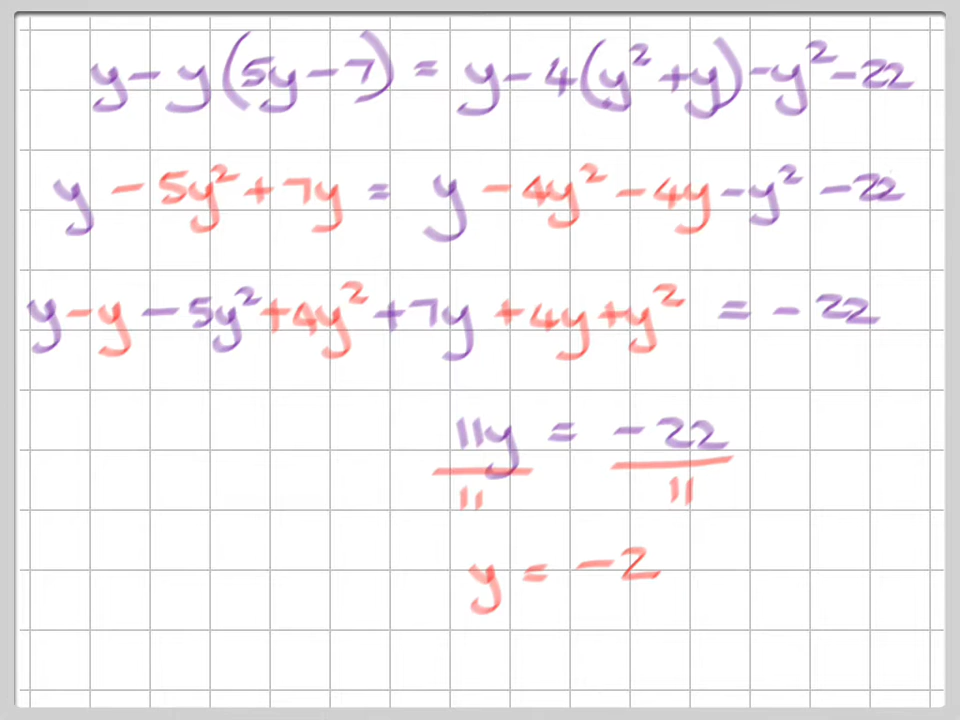 y - y(5y - 7) = y - 4(y² + y) - y² - 22
y - 5y² + 7y = y - 4y² - 4y - y² - 22
y - y - 5y² + 4y² + 7y + 4y + y² = - 22
11y = - 22
11 11
y = - 2